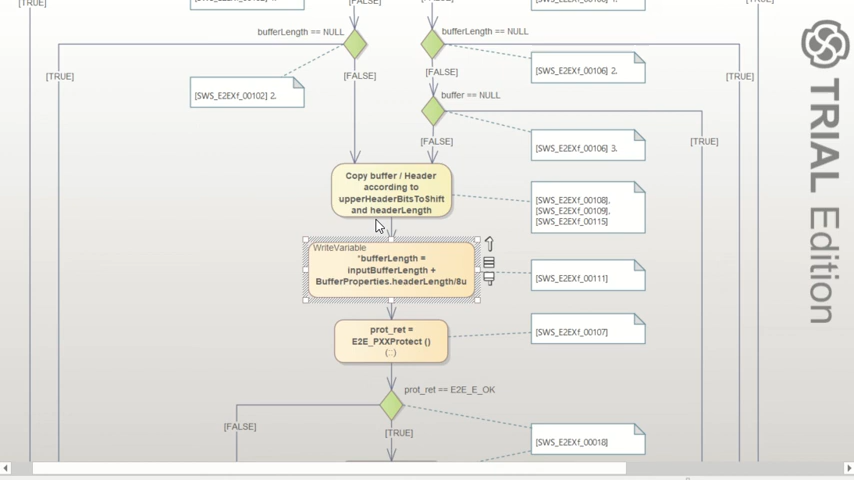 [TRUE]
[FALSE]
[FALSE]
[TRUE]
bufferLength == NULL
bufferLength == NULL
[TRUE]
[FALSE]
[FALSE]
[SWS_E2EXf_00106] 2.
[TRUE]
[SWS_E2EXf_00102] 2.
buffer == NULL
[FALSE]
[SWS_E2EXf_00106] 3.
[TRUE]
Copy buffer / Header
according to
upperHeaderBitsToShift
and headerLength
[SWS_E2EXf_00108],
[SWS_E2EXf_00109],
[SWS_E2EXf_00115]
WriteVariable
*bufferLength =
inputBufferLength +
BufferProperties.headerLength/8u
[SWS_E2EXf_00111]
prot_ret =
E2E_PXXProtect ()
(::)
[SWS_E2EXf_00107]
prot_ret == E2E_E_OK
[FALSE]
[TRUE]
[SWS_E2EXf_00018]
TRIAL Edition